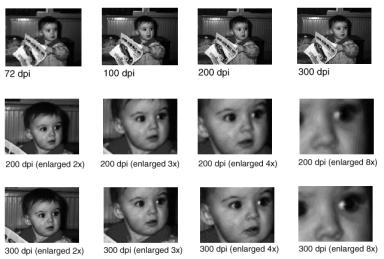 72 dpi
100 dpi
200 dpi
300 dpi
200 dpi (enlarged 2x)
200 dpi (enlarged 3x)
200 dpi (enlarged 4x)
200 dpi (enlarged 8x)
300 dpi (enlarged 2x)
300 dpi (enlarged 3x)
300 dpi (enlarged 4x)
300 dpi (enlarged 8x)